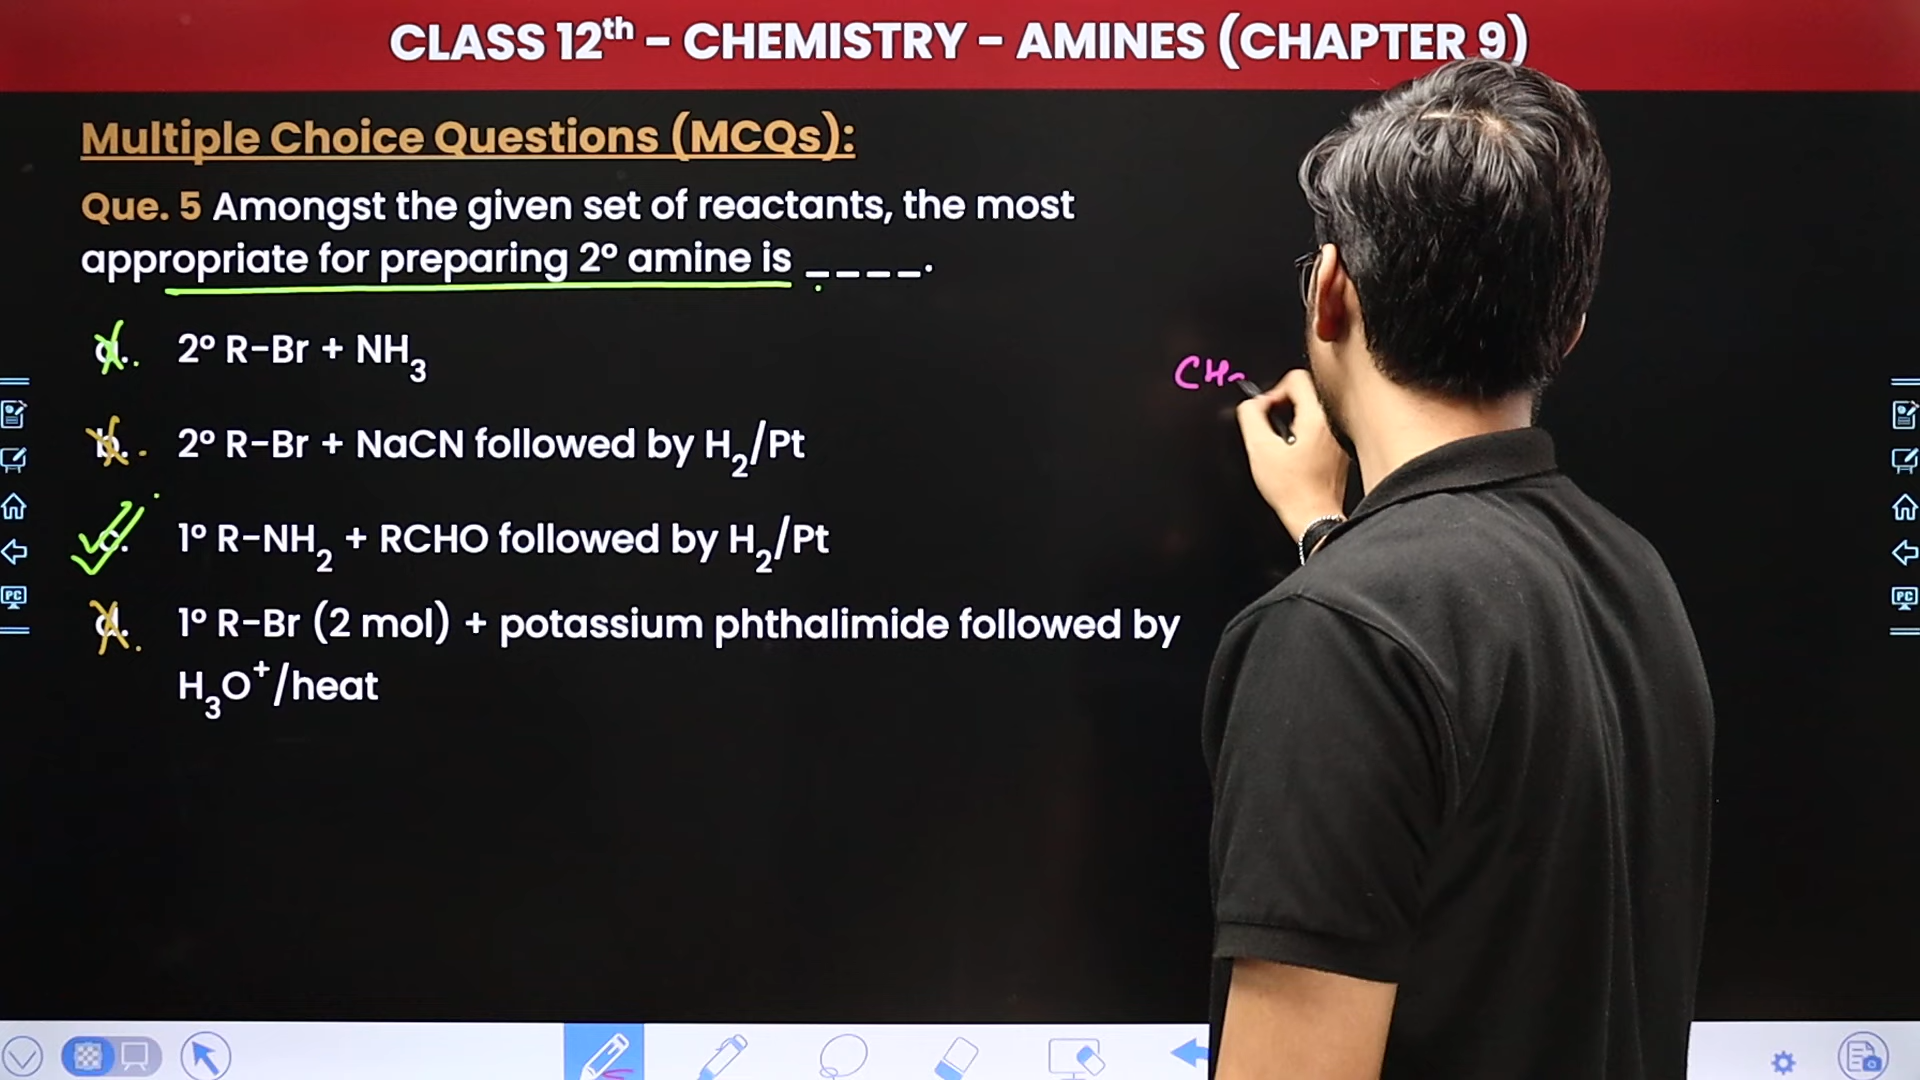 CLASS 12th - CHEMISTRY - AMINES (CHAPTER 9)
Multiple Choice Questions (MCQs):
Que. 5 Amongst the given set of reactants, the most
appropriate for preparing 2° amine is ____.
a. 2° R-Br + NH3
b. 2° R-Br + NaCN followed by H2/Pt
c. 1° R-NH2 + RCHO followed by H2/Pt
d. 1° R-Br (2 mol) + potassium phthalimide followed by
H3O+/heat
CH
PC
PC